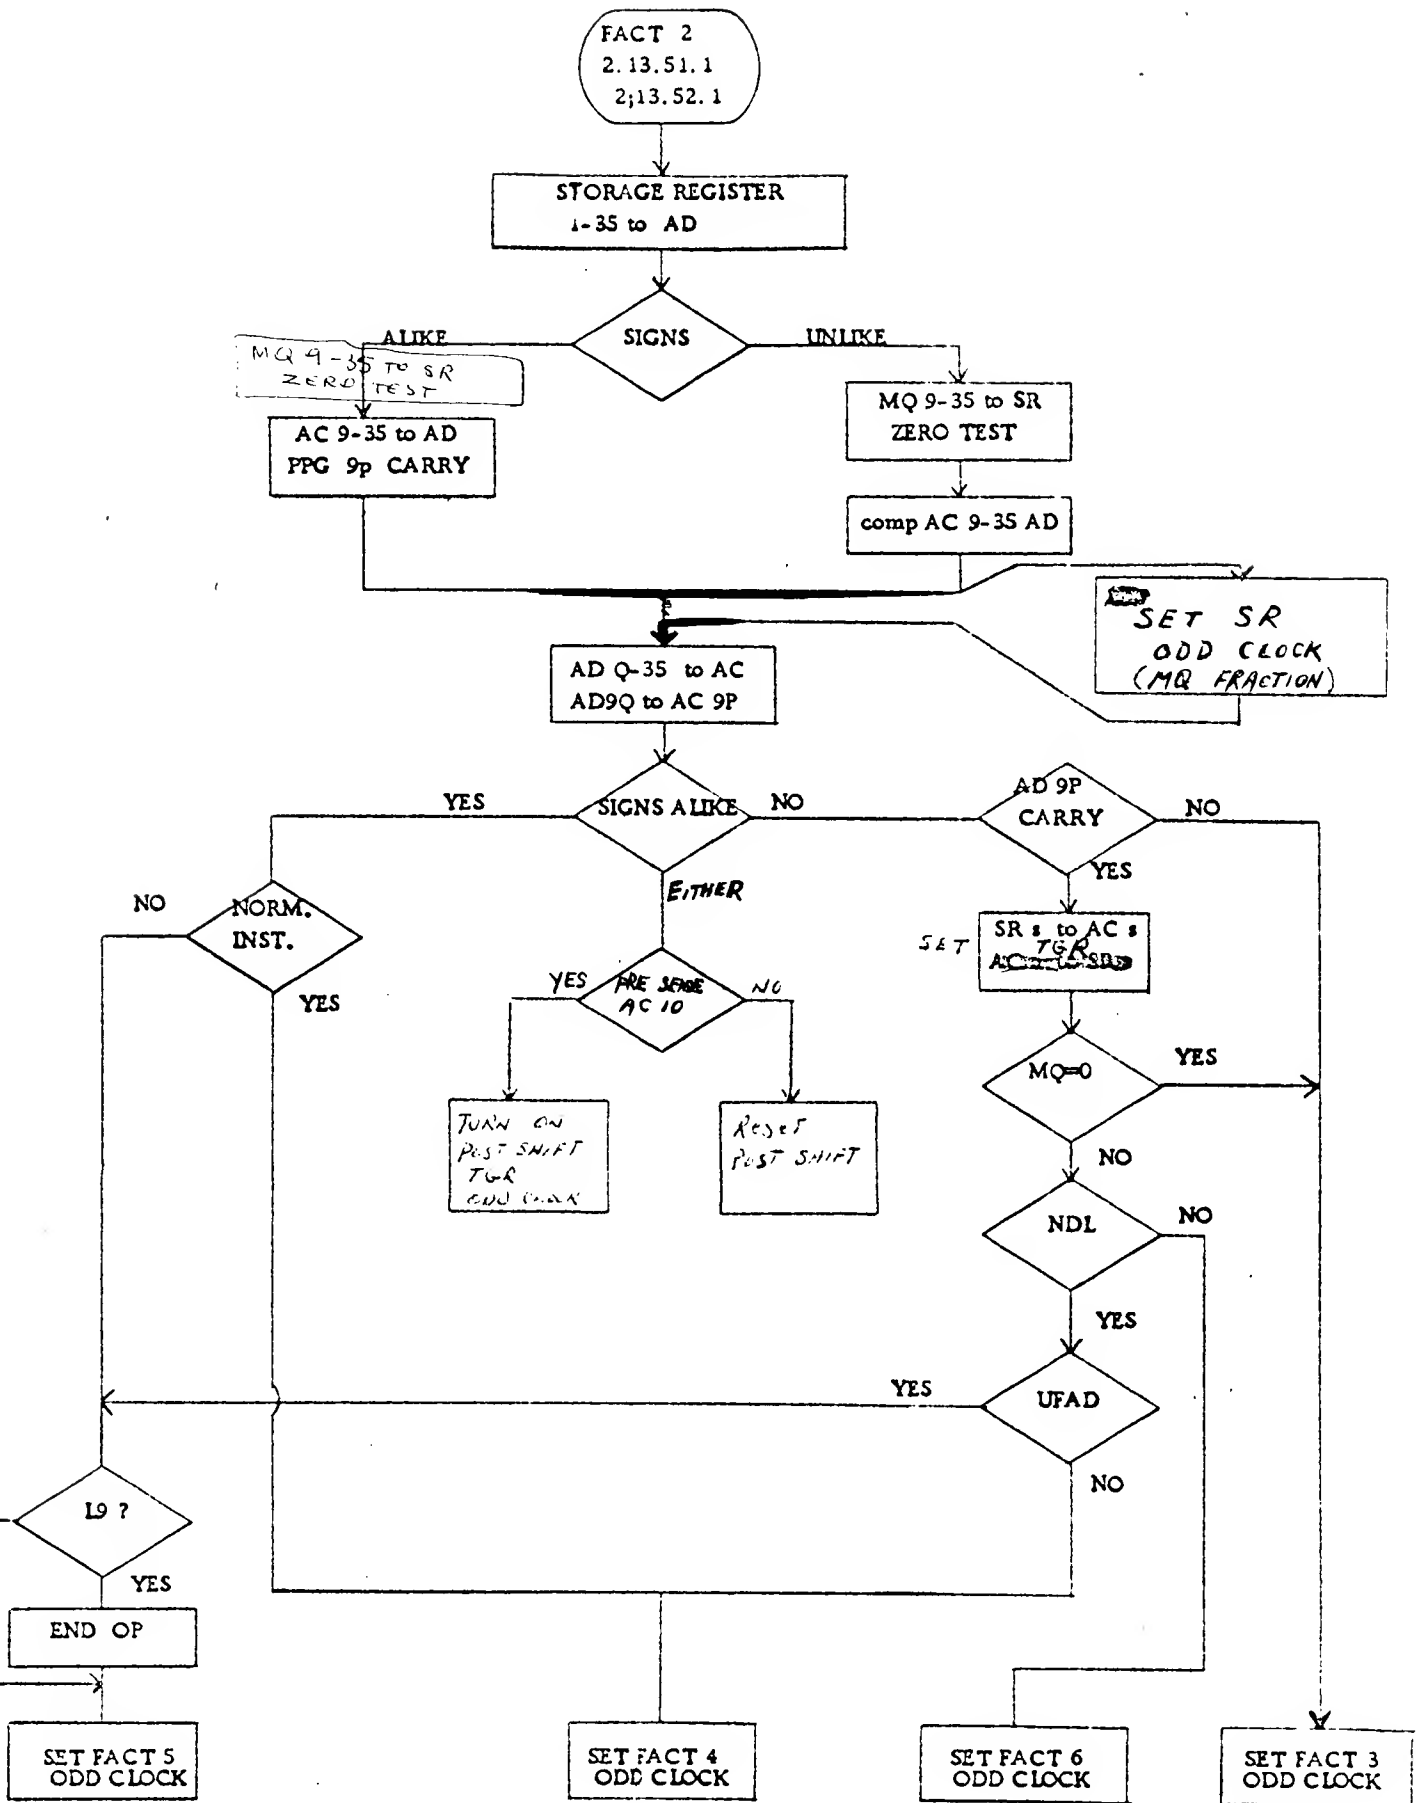 FACT 2
2.13.51.1
2;13.52.1
STORAGE REGISTER
1-35 to AD
SIGNS
ALIKE
UNLIKE
MQ 9-35 TO SR
ZERO TEST
AC 9-35 to AD
PPG 9p CARRY
MQ 9-35 to SR
ZERO TEST
comp AC 9-35 AD
SET SR
ODD CLOCK
(MQ FRACTION)
AD Q-35 to AC
AD9Q to AC 9P
SIGNS ALIKE
YES
NO
AD 9P
CARRY
NO
YES
EITHER
NORM.
INST.
NO
YES
PRE SENSE
AC 10
YES
NO
SET
SR s to AC s
TGR
TURN ON
POST SHIFT
TGR
ODD CLOCK
Reset
POST SHIFT
MQ=0
YES
NO
NDL
NO
YES
UFAD
YES
NO
L9 ?
YES
END OP
SET FACT 5
ODD CLOCK
SET FACT 4
ODD CLOCK
SET FACT 6
ODD CLOCK
SET FACT 3
ODD CLOCK